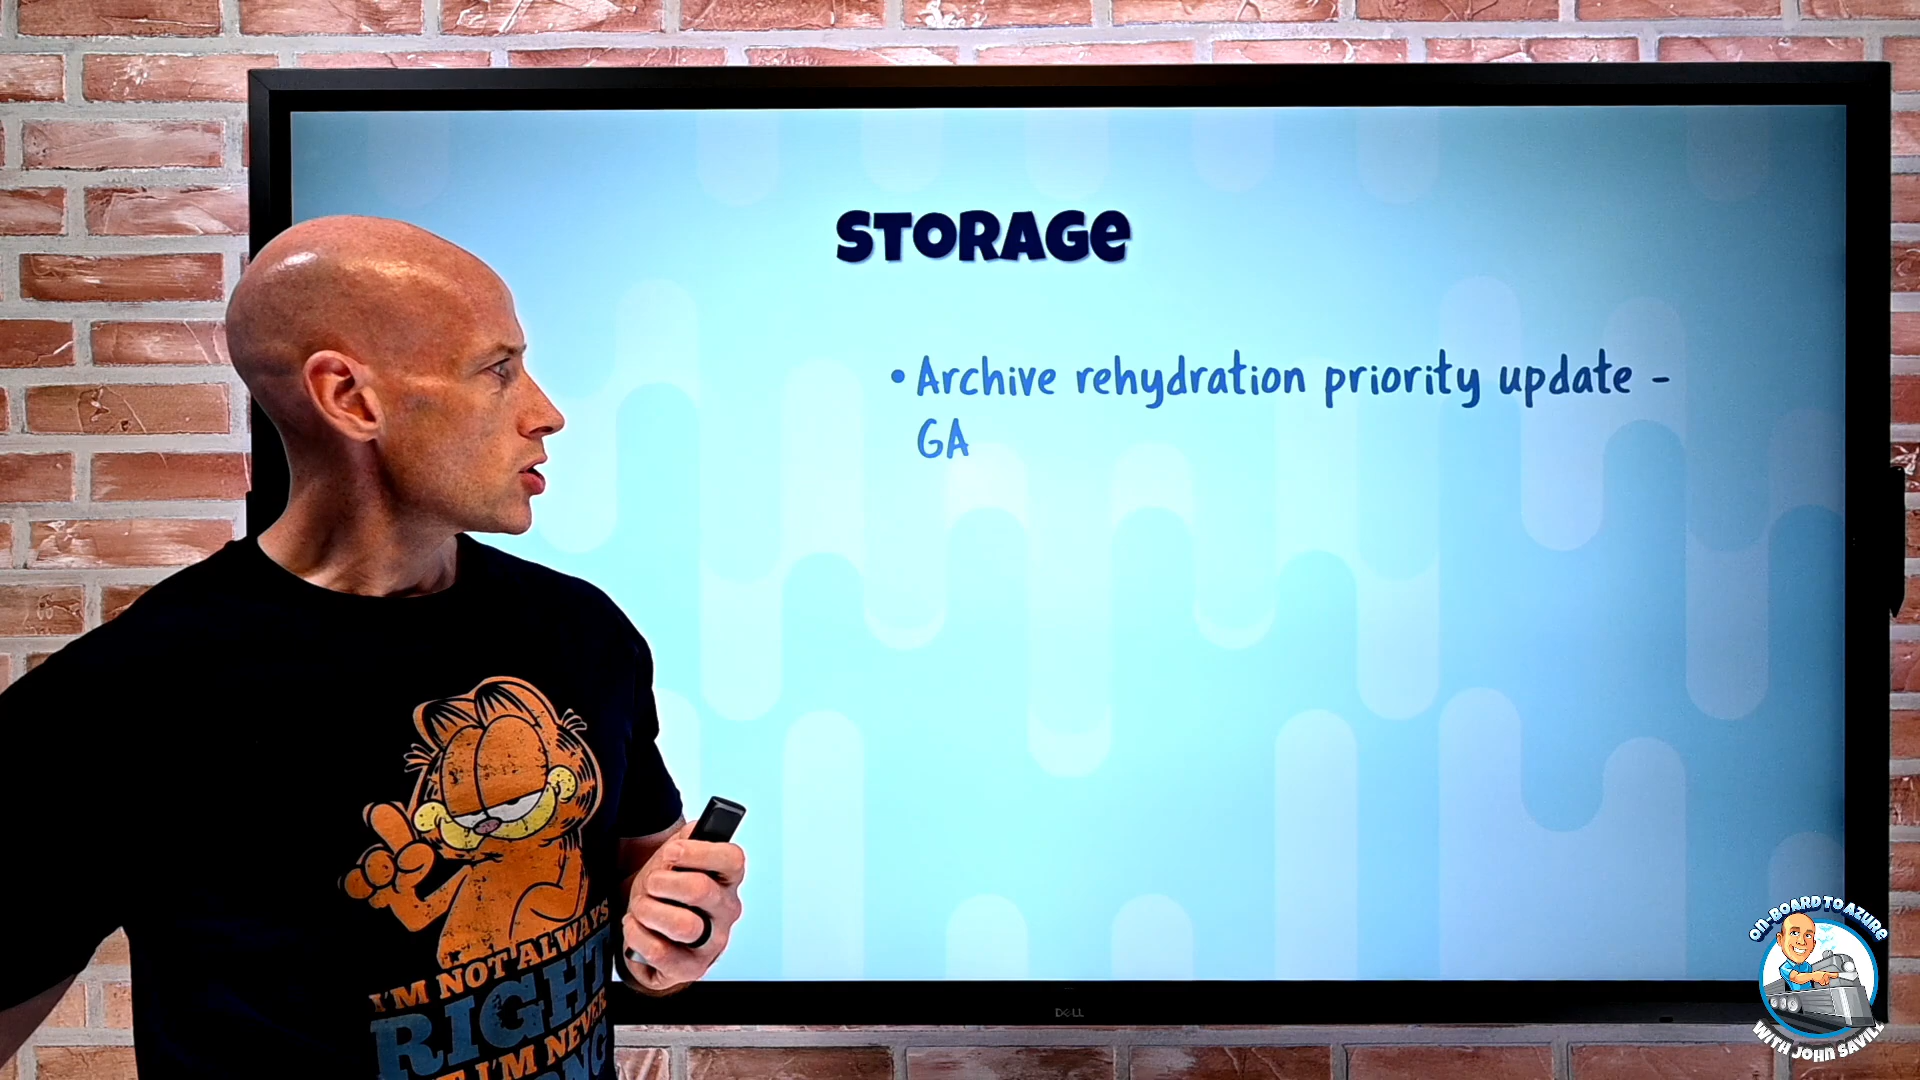 STORAGE
• Archive rehydration priority update -
GA
I'M NOT ALWAYS
RIGHT
I'M NEVER
DELL
ON-BOARD TO AZURE
WITH JOHN SAVILL